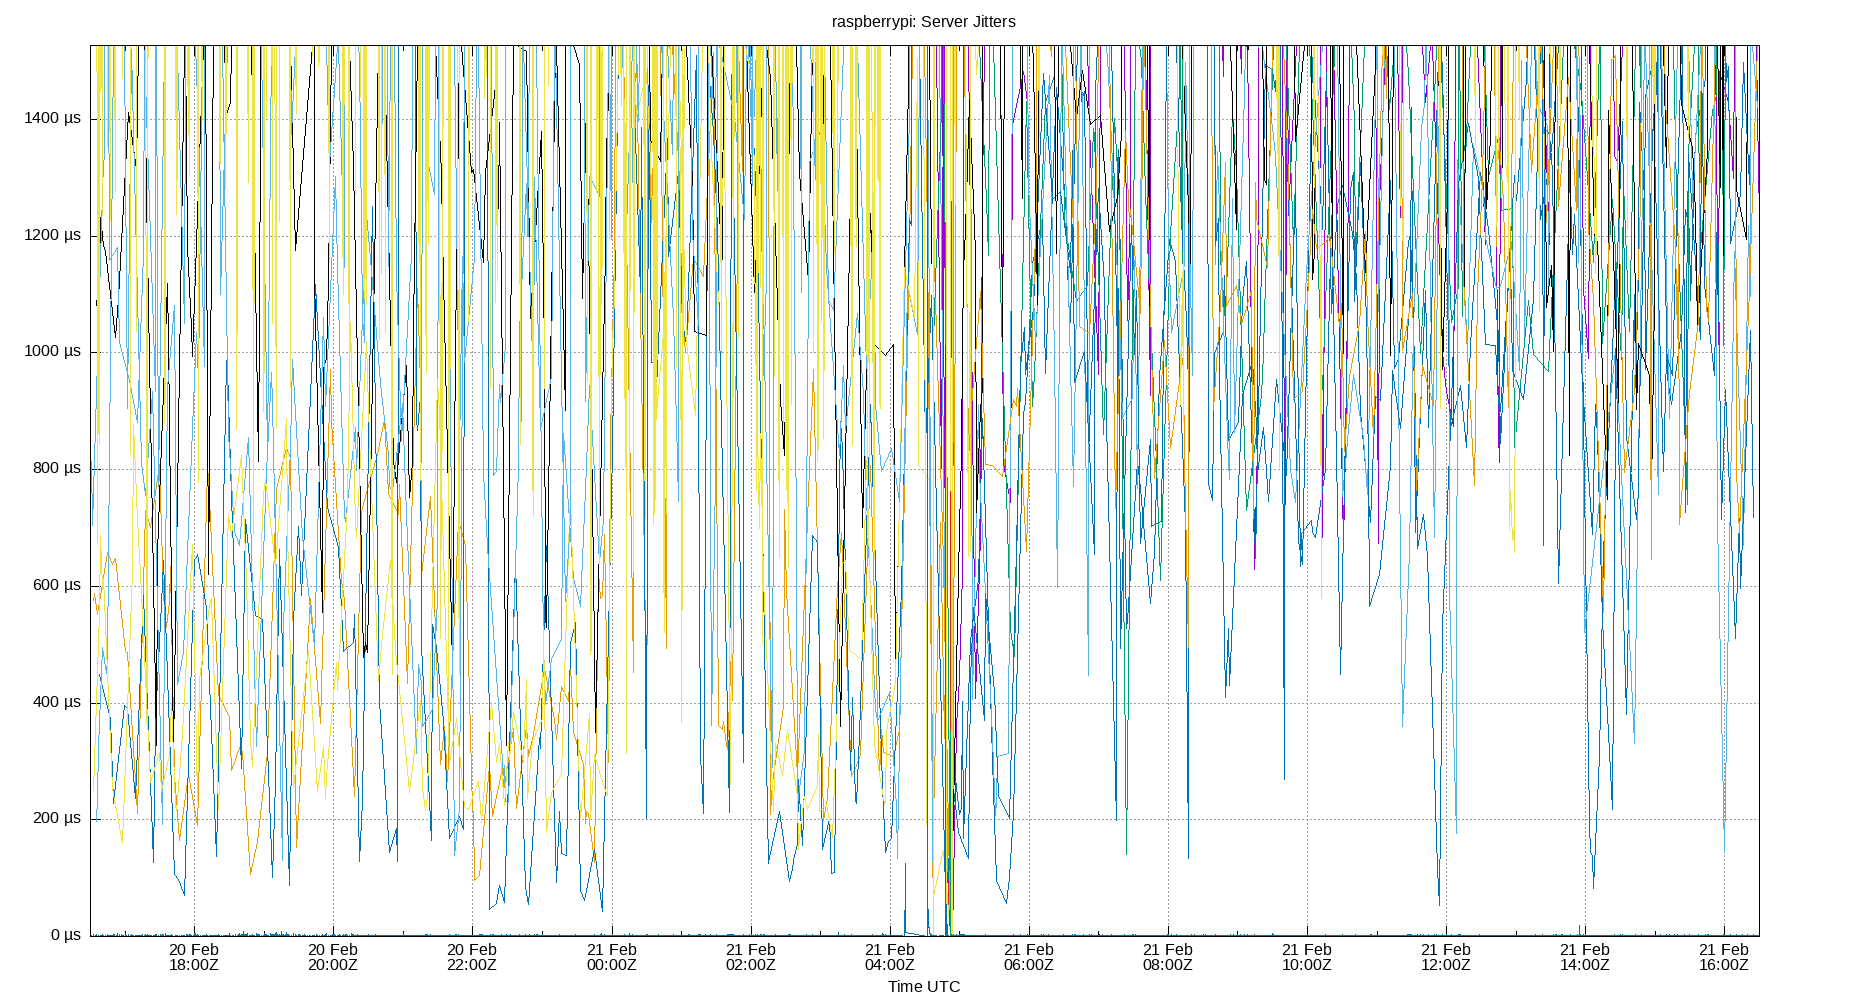 raspberrypi: Server Jitters
1400 µs
1200 µs
1000 µs
800 µs
600 µs
400 µs
200 µs
0 µs
20 Feb 20 Feb 20 Feb 21 Feb 21 Feb 21 Feb 21 Feb 21 Feb 21 Feb 21 Feb 21 Feb 21 Feb
18:00Z 20:00Z 22:00Z 00:00Z 02:00Z 04:00Z 06:00Z 08:00Z 10:00Z 12:00Z 14:00Z 16:00Z
Time UTC